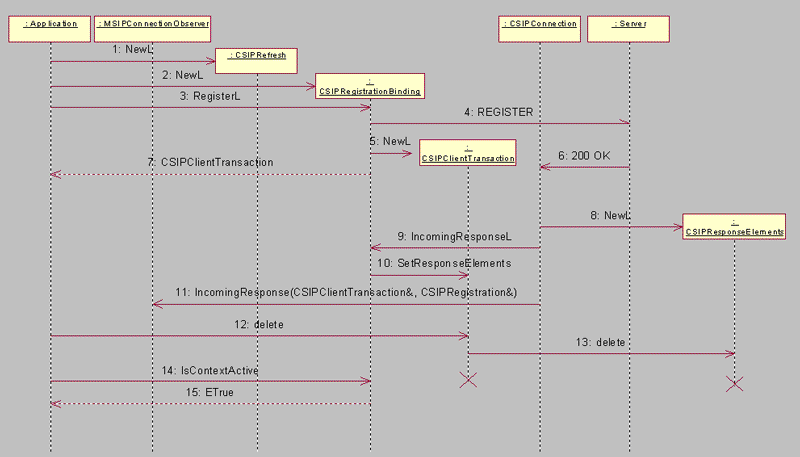 : Application
: MSIPConnectionObserver
: CSIPConnection
: Server
1: NewL
: CSIPRefresh
2: NewL
:
CSIPRegistrationBinding
3: RegisterL
4: REGISTER
5: NewL
:
CSIPClientTransaction
6: 200 OK
7: CSIPClientTransaction
8: NewL
:
CSIPResponseElements
9: IncomingResponseL
10: SetResponseElements
11: IncomingResponse(CSIPClientTransaction&, CSIPRegistration&)
12: delete
13: delete
14: IsContextActive
15: ETrue